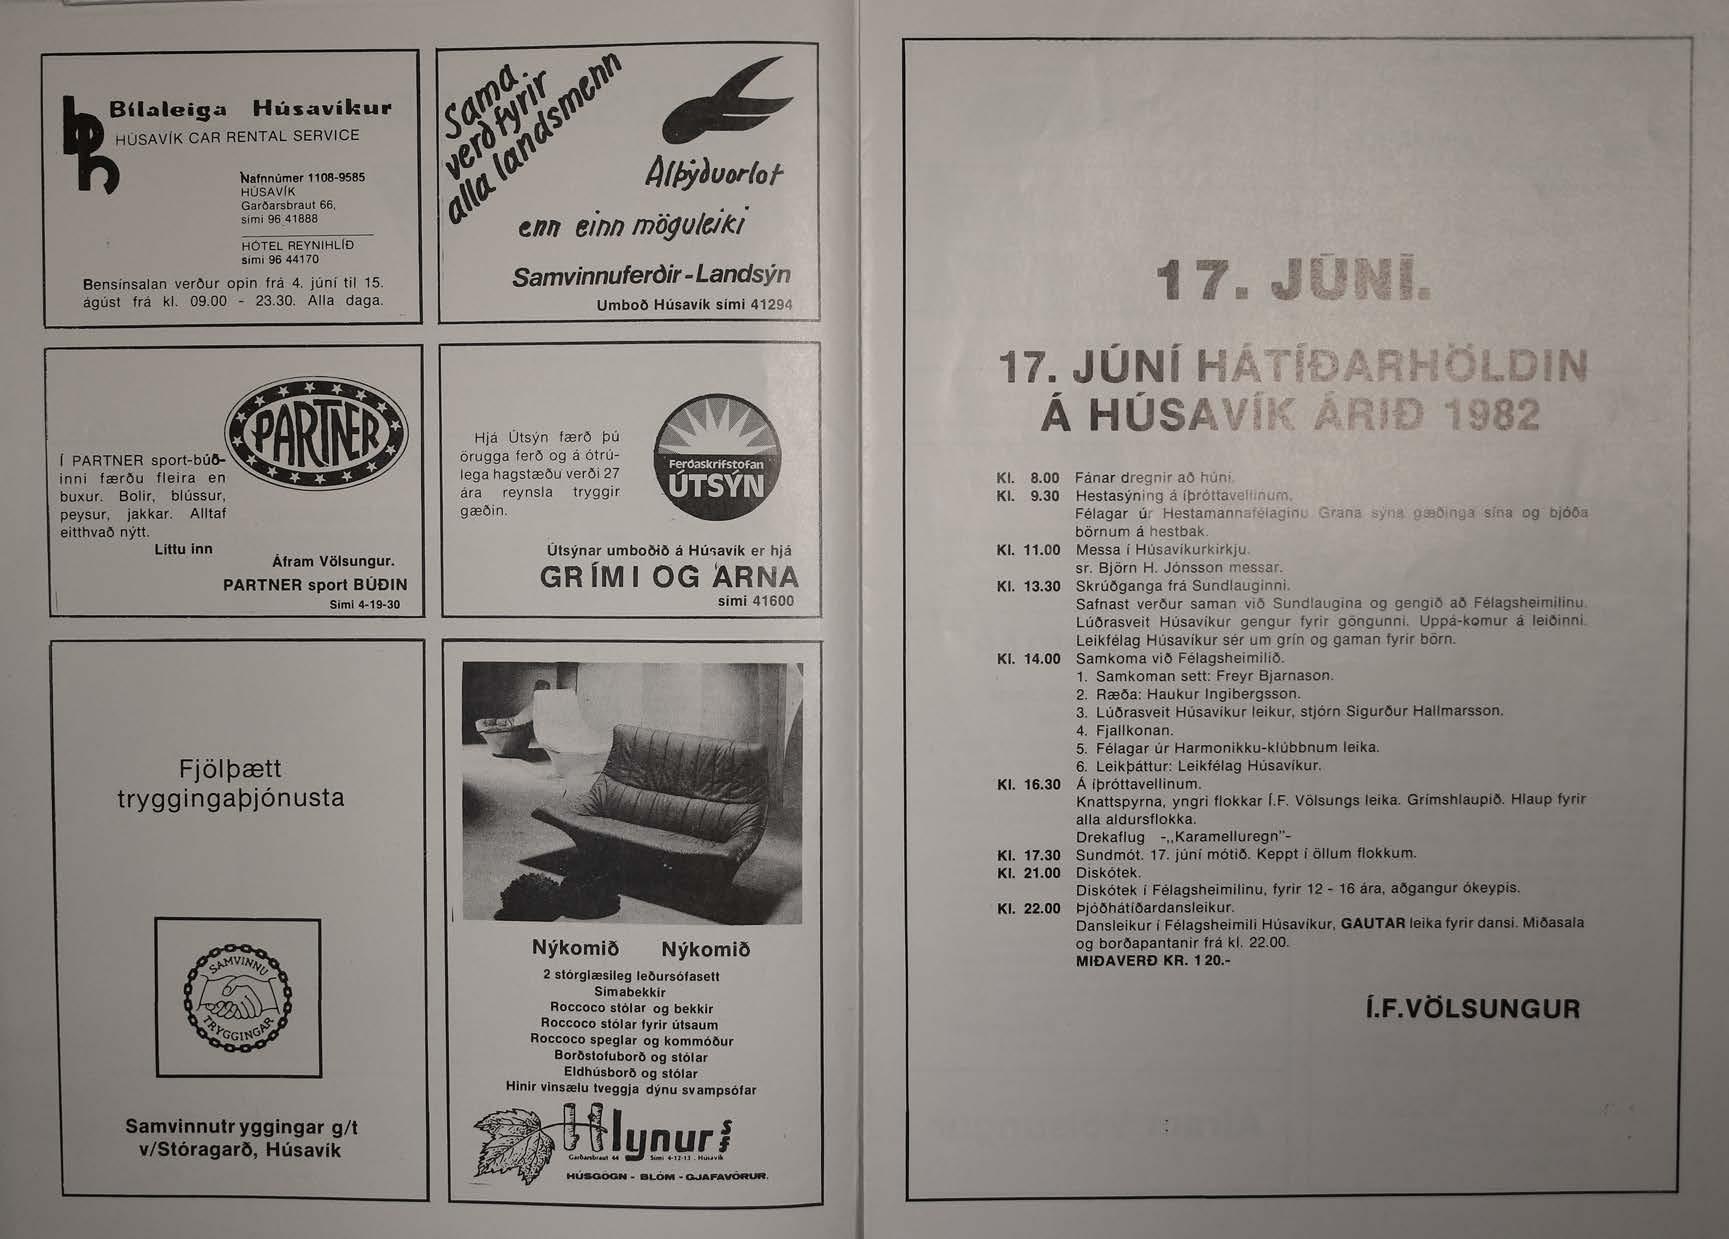 Bílaleiga Húsavíkur
HÚSAVÍK CAR RENTAL SERVICE
Nafnnúmer 1108-9585
HÚSAVÍK
Garðarsbraut 66,
sími 96 41888
HÓTEL REYNIHLÍÐ
sími 96 44170
Bensínsalan verður opin frá 4. júní til 15.
ágúst frá kl. 09.00 - 23.30. Alla daga.
Sama
verð fyrir
alla landsmenn
Alþýðuorlof
enn einn möguleiki
Samvinnuferðir-Landsýn
Umboð Húsavík sími 41294
PARTNER
Í PARTNER sport-búð-
inni færðu fleira en
buxur. Bolir, blússur,
peysur, jakkar. Alltaf
eitthvað nýtt.
Líttu inn
Áfram Völsungur.
PARTNER sport BÚÐIN
Sími 4-19-30
Hjá Útsýn færð þú
örugga ferð og á ótrú-
lega hagstæðu verði 27
ára reynsla tryggir
gæðin.
Ferðaskrifstofan
ÚTSÝN
Útsýnar umboðið á Húsavík er hjá
GRÍMI OG ÁRNA
sími 41600
Fjölþætt
tryggingaþjónusta
SAMVINNU
TRYGGINGAR
Samvinnutryggingar g/t
v/Stóragarð, Húsavík
Nýkomið Nýkomið
2 stórglæsileg leðursófasett
Símabekkir
Roccoco stólar og bekkir
Roccoco stólar fyrir útsaum
Roccoco speglar og kommóður
Borðstofuborð og stólar
Eldhúsborð og stólar
Hinir vinsælu tveggja dýnu svampsófar
Hlynur sf
Garðarsbraut 44 Sími 4-12-13 . Húsavík
HÚSGÖGN - BLÓM - GJAFAVÖRUR.
17. JÚNÍ.
17. JÚNÍ HÁTÍÐARHÖLDIN
Á HÚSAVÍK ÁRIÐ 1982
Kl. 8.00 Fánar dregnir að húni.
Kl. 9.30 Hestasýning á íþróttavellinum.
Félagar úr Hestamannafélaginu Grana sýna gæðinga sína og bjóða
börnum á hestbak.
Kl. 11.00 Messa í Húsavíkurkirkju.
sr. Björn H. Jónsson messar.
Kl. 13.30 Skrúðganga frá Sundlauginni.
Safnast verður saman við Sundlaugina og gengið að Félagsheimilinu.
Lúðrasveit Húsavíkur gengur fyrir göngunni. Uppá-komur á leiðinni.
Leikfélag Húsavíkur sér um grín og gaman fyrir börn.
Kl. 14.00 Samkoma við Félagsheimilið.
1. Samkoman sett: Freyr Bjarnason.
2. Ræða: Haukur Ingibergsson.
3. Lúðrasveit Húsavíkur leikur, stjórn Sigurður Hallmarsson.
4. Fjallkonan.
5. Félagar úr Harmonikku-klúbbnum leika.
6. Leikþáttur: Leikfélag Húsavíkur.
Kl. 16.30 Á íþróttavellinum.
Knattspyrna, yngri flokkar Í.F. Völsungs leika. Grímshlaupið. Hlaup fyrir
alla aldursflokka.
Drekaflug -,,Karamelluregn"-
Kl. 17.30 Sundmót. 17. júní mótið. Keppt í öllum flokkum.
Kl. 21.00 Diskótek.
Diskótek í Félagsheimilinu, fyrir 12 - 16 ára, aðgangur ókeypis.
Kl. 22.00 Þjóðhátíðardansleikur.
Dansleikur í Félagsheimili Húsavíkur, GAUTAR leika fyrir dansi. Miðasala
og borðapantanir frá kl. 22.00.
MIÐAVERÐ KR. 120.-
Í.F.VÖLSUNGUR